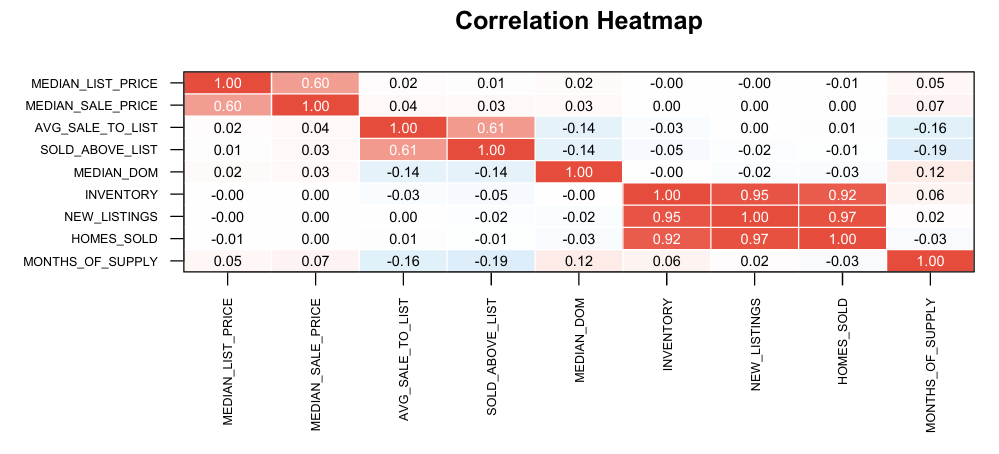 Correlation Heatmap
MEDIAN_LIST_PRICE 1.00 0.60 0.02 0.01 0.02 -0.00 -0.00 -0.01 0.05
MEDIAN_SALE_PRICE 0.60 1.00 0.04 0.03 0.03 0.00 0.00 0.00 0.07
AVG_SALE_TO_LIST 0.02 0.04 1.00 0.61 -0.14 -0.03 0.00 0.01 -0.16
SOLD_ABOVE_LIST 0.01 0.03 0.61 1.00 -0.14 -0.05 -0.02 -0.01 -0.19
MEDIAN_DOM 0.02 0.03 -0.14 -0.14 1.00 -0.00 -0.02 -0.03 0.12
INVENTORY -0.00 0.00 -0.03 -0.05 -0.00 1.00 0.95 0.92 0.06
NEW_LISTINGS -0.00 0.00 0.00 -0.02 -0.02 0.95 1.00 0.97 0.02
HOMES_SOLD -0.01 0.00 0.01 -0.01 -0.03 0.92 0.97 1.00 -0.03
MONTHS_OF_SUPPLY 0.05 0.07 -0.16 -0.19 0.12 0.06 0.02 -0.03 1.00
MEDIAN_LIST_PRICE
MEDIAN_SALE_PRICE
AVG_SALE_TO_LIST
SOLD_ABOVE_LIST
MEDIAN_DOM
INVENTORY
NEW_LISTINGS
HOMES_SOLD
MONTHS_OF_SUPPLY